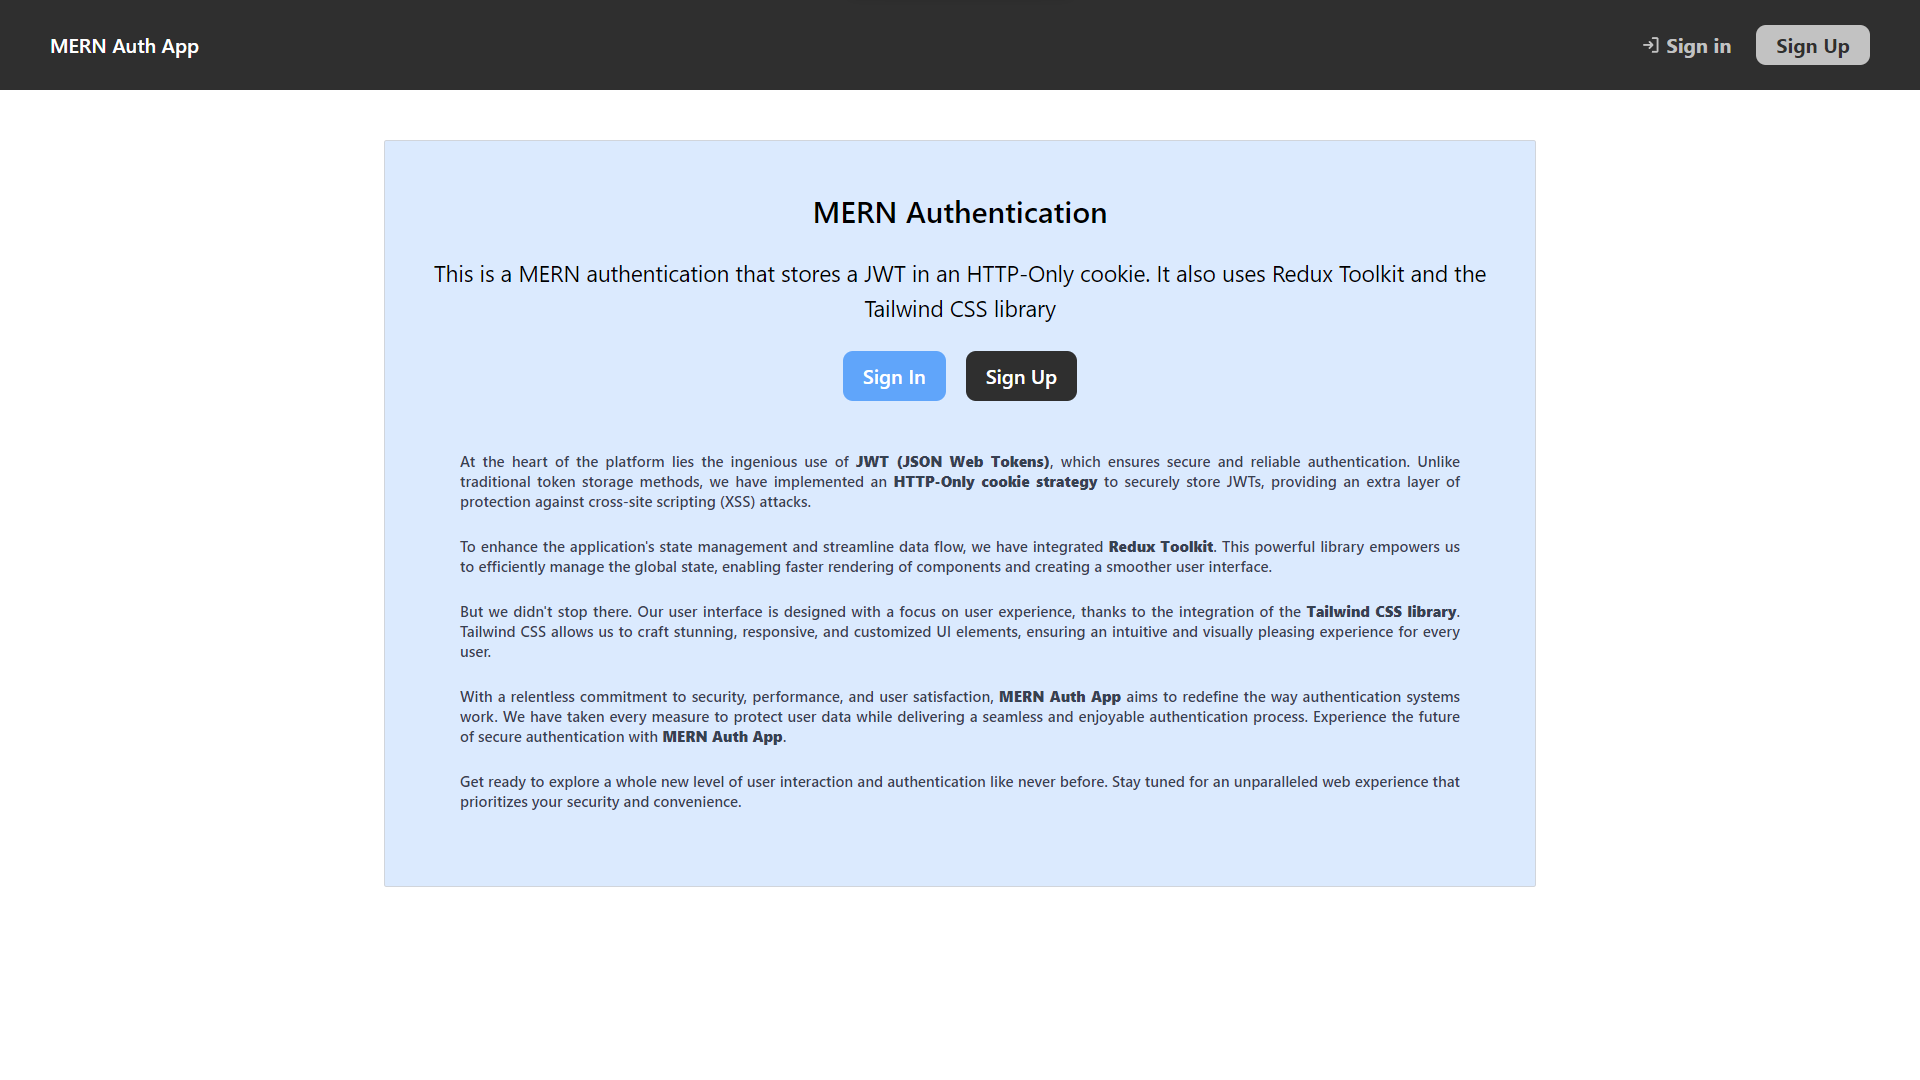 MERN Auth App
Sign in
Sign Up
MERN Authentication
This is a MERN authentication that stores a JWT in an HTTP-Only cookie. It also uses Redux Toolkit and the
Tailwind CSS library
Sign In
Sign Up
At the heart of the platform lies the ingenious use of JWT (JSON Web Tokens), which ensures secure and reliable authentication. Unlike
traditional token storage methods, we have implemented an HTTP-Only cookie strategy to securely store JWTs, providing an extra layer of
protection against cross-site scripting (XSS) attacks.
To enhance the application's state management and streamline data flow, we have integrated Redux Toolkit. This powerful library empowers us
to efficiently manage the global state, enabling faster rendering of components and creating a smoother user interface.
But we didn't stop there. Our user interface is designed with a focus on user experience, thanks to the integration of the Tailwind CSS library.
Tailwind CSS allows us to craft stunning, responsive, and customized UI elements, ensuring an intuitive and visually pleasing experience for every
user.
With a relentless commitment to security, performance, and user satisfaction, MERN Auth App aims to redefine the way authentication systems
work. We have taken every measure to protect user data while delivering a seamless and enjoyable authentication process. Experience the future
of secure authentication with MERN Auth App.
Get ready to explore a whole new level of user interaction and authentication like never before. Stay tuned for an unparalleled web experience that
prioritizes your security and convenience.